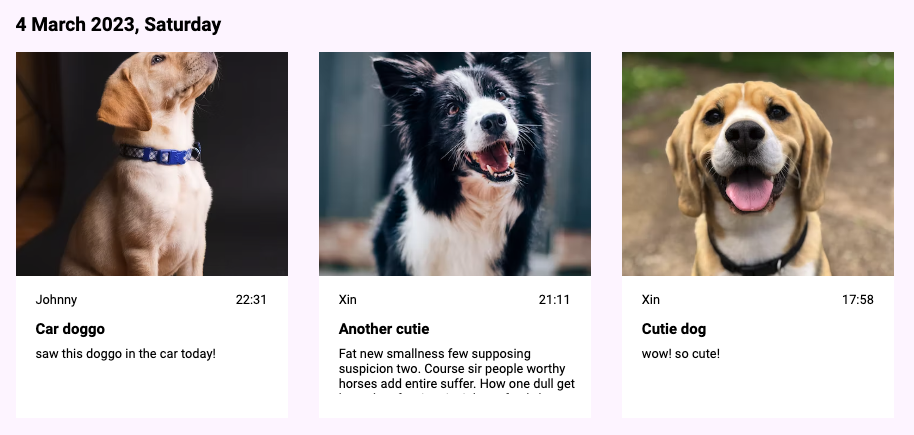 4 March 2023, Saturday
Johnny 22:31
Car doggo
saw this doggo in the car today!
Xin 21:11
Another cutie
Fat new smallness few supposing
suspicion two. Course sir people worthy
horses add entire suffer. How one dull get
Xin 17:58
Cutie dog
wow! so cute!